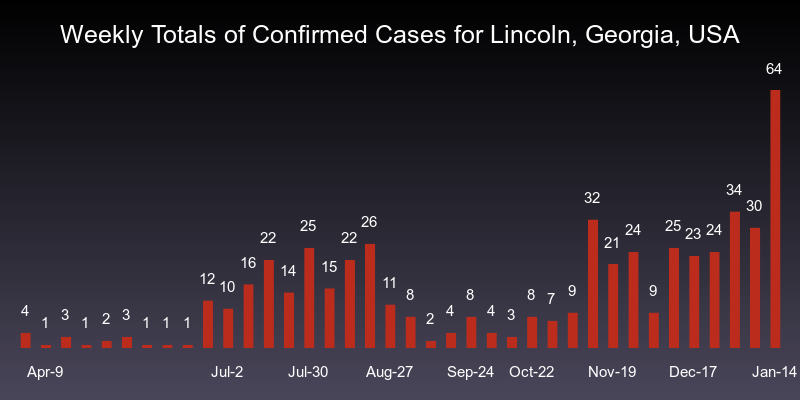 Weekly Totals of Confirmed Cases for Lincoln, Georgia, USA
4 1 3 1 2 3 1 1 1 12 10 16 22 14 25 15 22 26 11 8 2 4 8 4 3 8 7 9 32 21 24 9 25 23 24 34 30 64
Apr-9 Jul-2 Jul-30 Aug-27 Sep-24 Oct-22 Nov-19 Dec-17 Jan-14